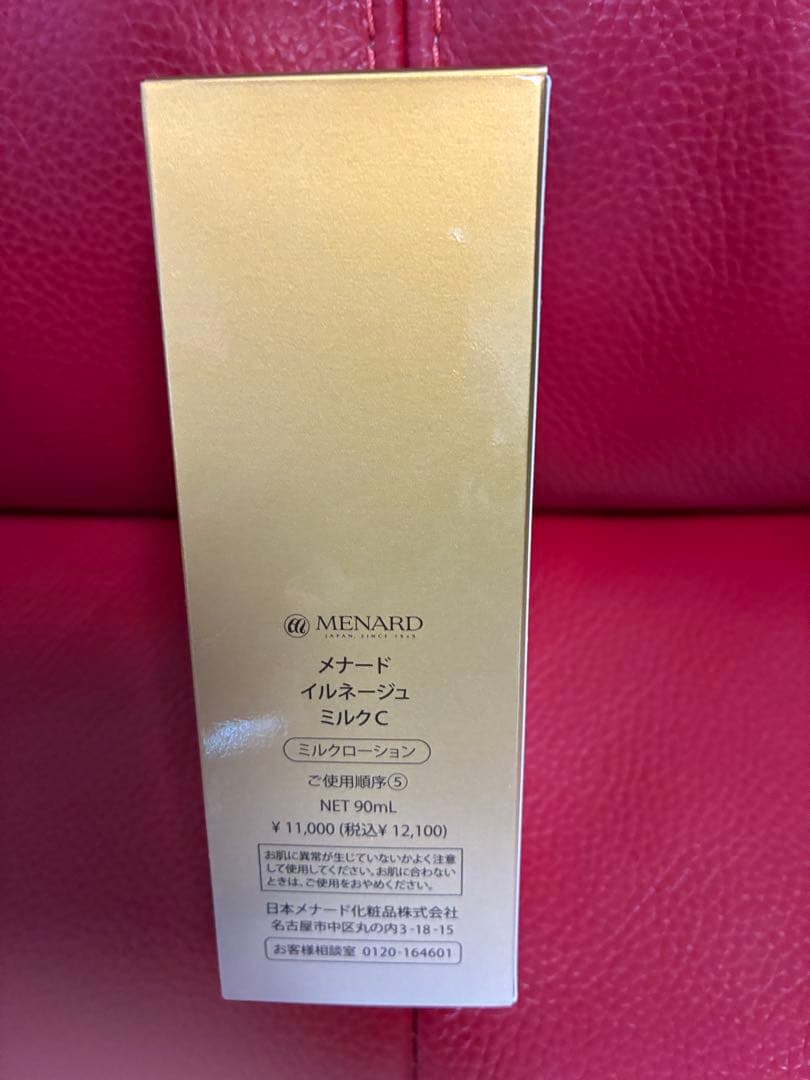 MENARD
JAPAN, SINCE 1959
メナード
イルネージュ
ミルクC
ミルクローション
ご使用順序⑤
NET 90mL
¥11,000(税込¥12,100)
お肌に異常が生じていないかよく注意
して使用してください。お肌に合わない
ときは、ご使用をおやめください。
日本メナード化粧品株式会社
名古屋市中区丸の内3-18-15
お客様相談室 0120-164601